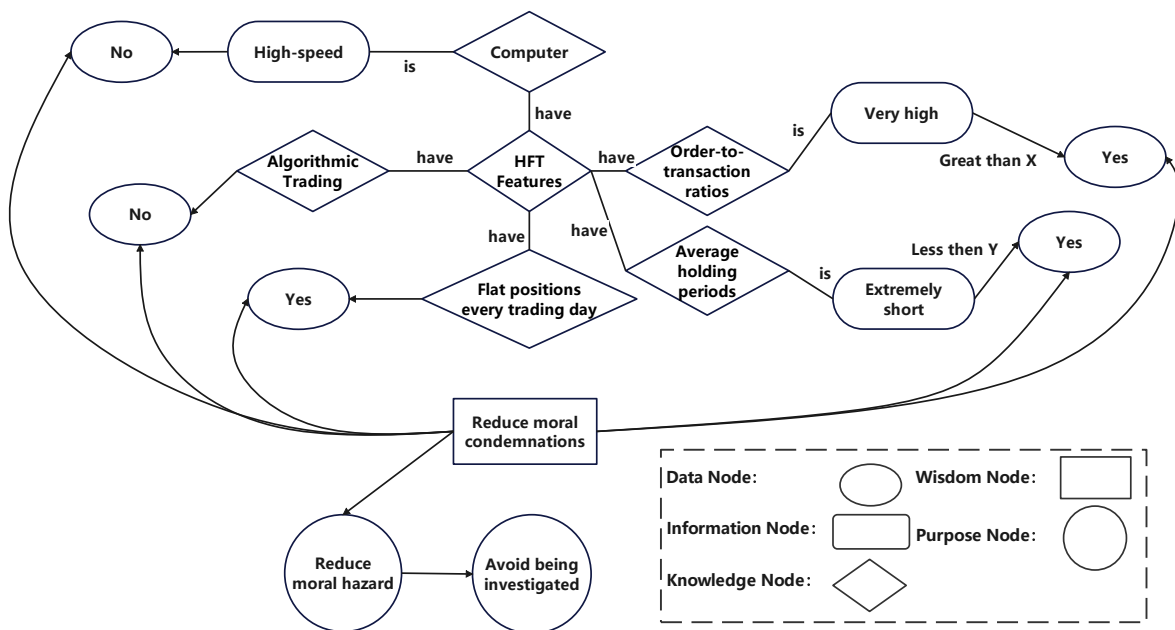 No
High-speed
is
Computer
have
Very high
is
Great than X
Yes
Algorithmic
Trading
have
HFT
Features
have
Order-to-
transaction
ratios
No
have
have
Less then Y
Yes
Average
holding
periods
is
Extremely
short
Yes
Flat positions
every trading day
Reduce moral
condemnations
Data Node:
Wisdom Node:
Information Node:
Purpose Node:
Knowledge Node:
Reduce
moral hazard
Avoid being
investigated